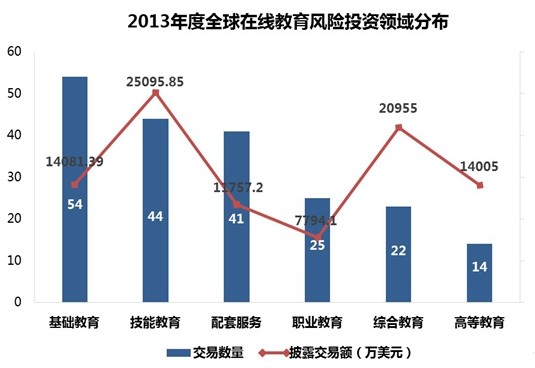 2013年度全球在线教育风险投资领域分布
60
50
40
30
20
10
0
14081.39
25095.85
11757.2
7794.1
20955
14005
54
44
41
25
22
14
基础教育
技能教育
配套服务
职业教育
综合教育
高等教育
交易数量
披露交易额（万美元）